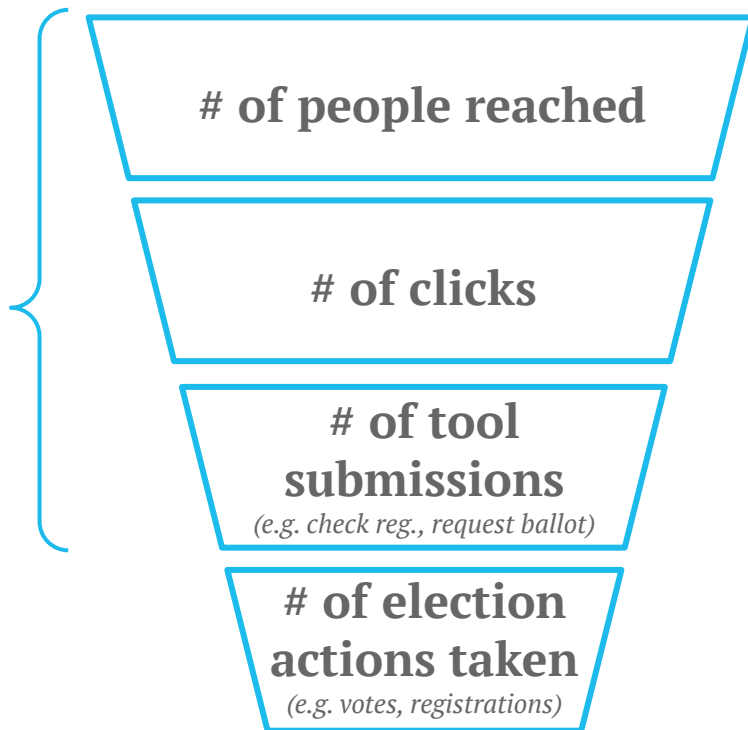 # of people reached
# of clicks
# of tool
submissions
(e.g. check reg., request ballot)
# of election
actions taken
(e.g. votes, registrations)